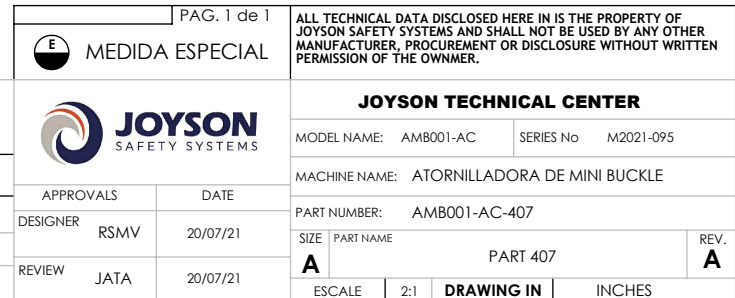 PAG. 1 de 1
E
MEDIDA ESPECIAL
ALL TECHNICAL DATA DISCLOSED HERE IN IS THE PROPERTY OF
JOYSON SAFETY SYSTEMS AND SHALL NOT BE USED BY ANY OTHER
MANUFACTURER, PROCUREMENT OR DISCLOSURE WITHOUT WRITTEN
PERMISSION OF THE OWNMER.
JOYSON
SAFETY SYSTEMS
JOYSON TECHNICAL CENTER
MODEL NAME: AMB001-AC SERIES No M2021-095
MACHINE NAME: ATORNILLADORA DE MINI BUCKLE
APPROVALS DATE
PART NUMBER: AMB001-AC-407
DESIGNER RSMV 20/07/21
SIZE PART NAME REV.
A PART 407 A
REVIEW JATA 20/07/21
ESCALE 2:1 DRAWING IN INCHES